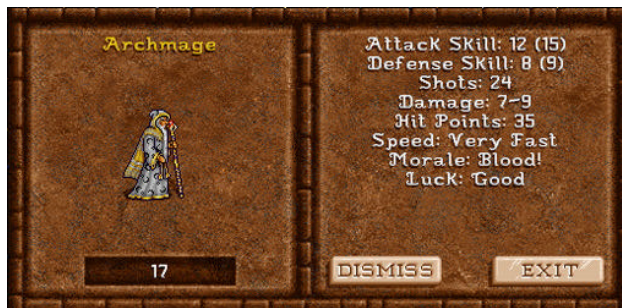 Archmage
17
Attack Skill: 12 (15)
Defense Skill: 8 (9)
Shots: 24
Damage: 7-9
Hit Points: 35
Speed: Very Fast
Morale: Blood!
Luck: Good
DISMISS
EXIT